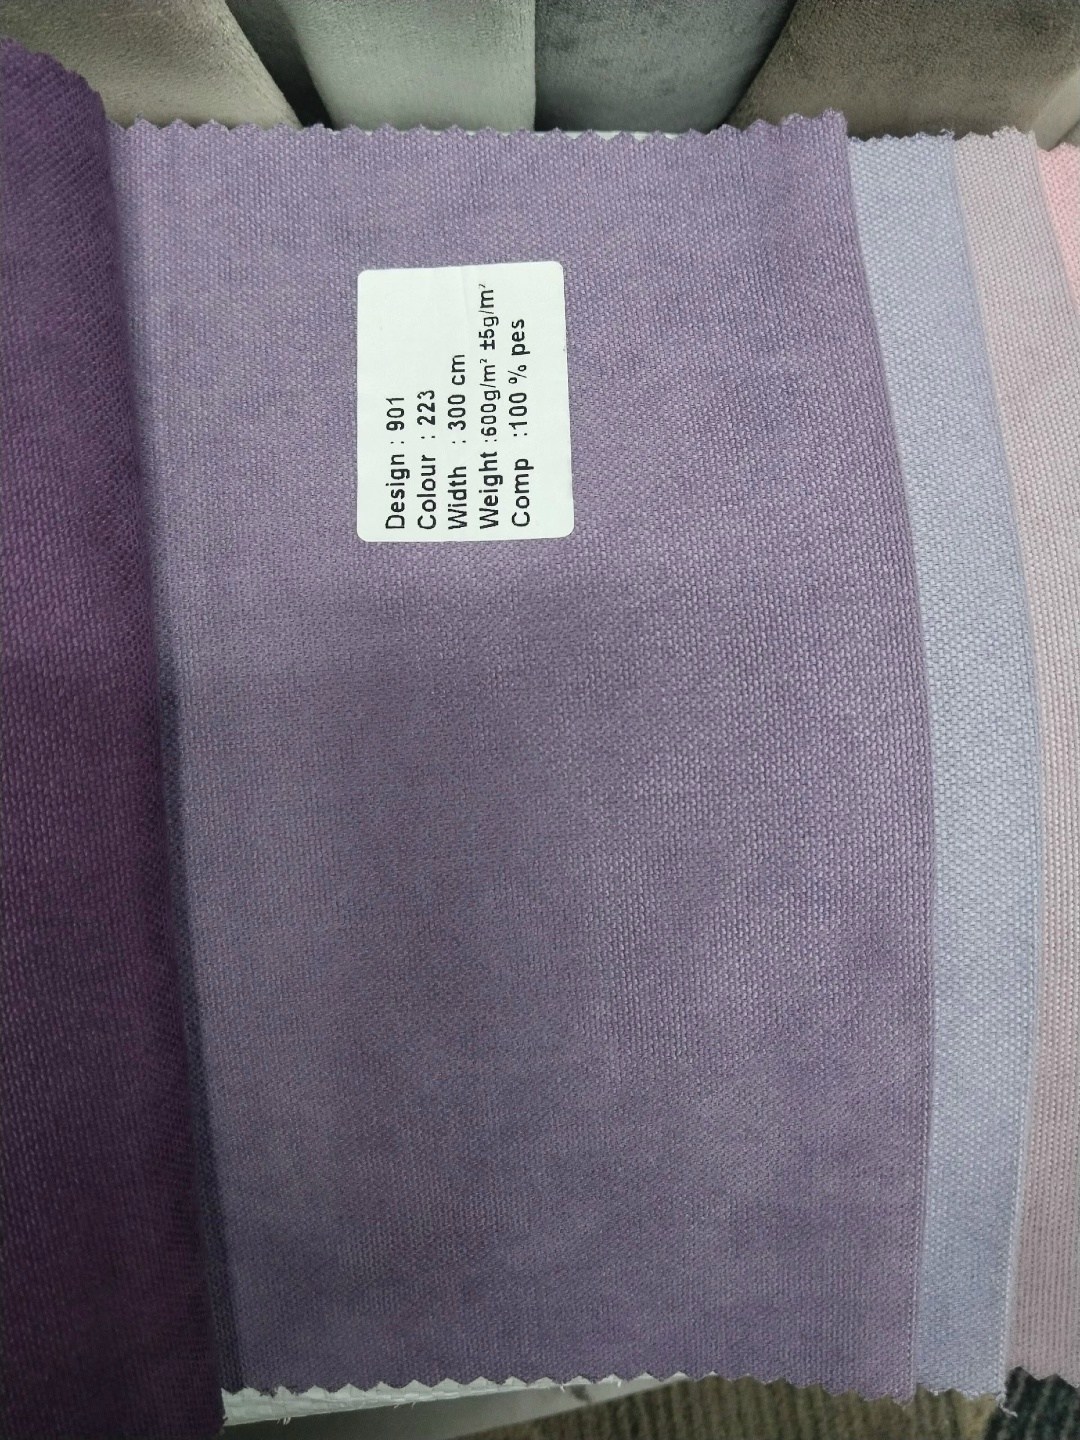 Design : 901
Colour : 223
Width : 300 cm
Weight :600g/m² ±5g/m²
Comp :100 % pes